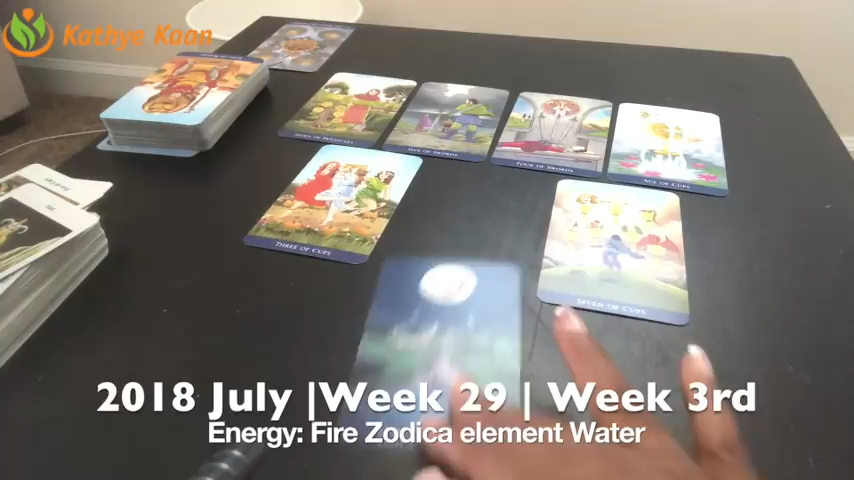 Kathye Kaan
SEVEN OF PENTACLES
FIVE OF SWORDS
FOUR OF SWORDS
ACE OF CUPS
THREE OF CUPS
SEVEN OF CUPS
2018 July |Week 29 | Week 3rd
Energy: Fire Zodica element Water